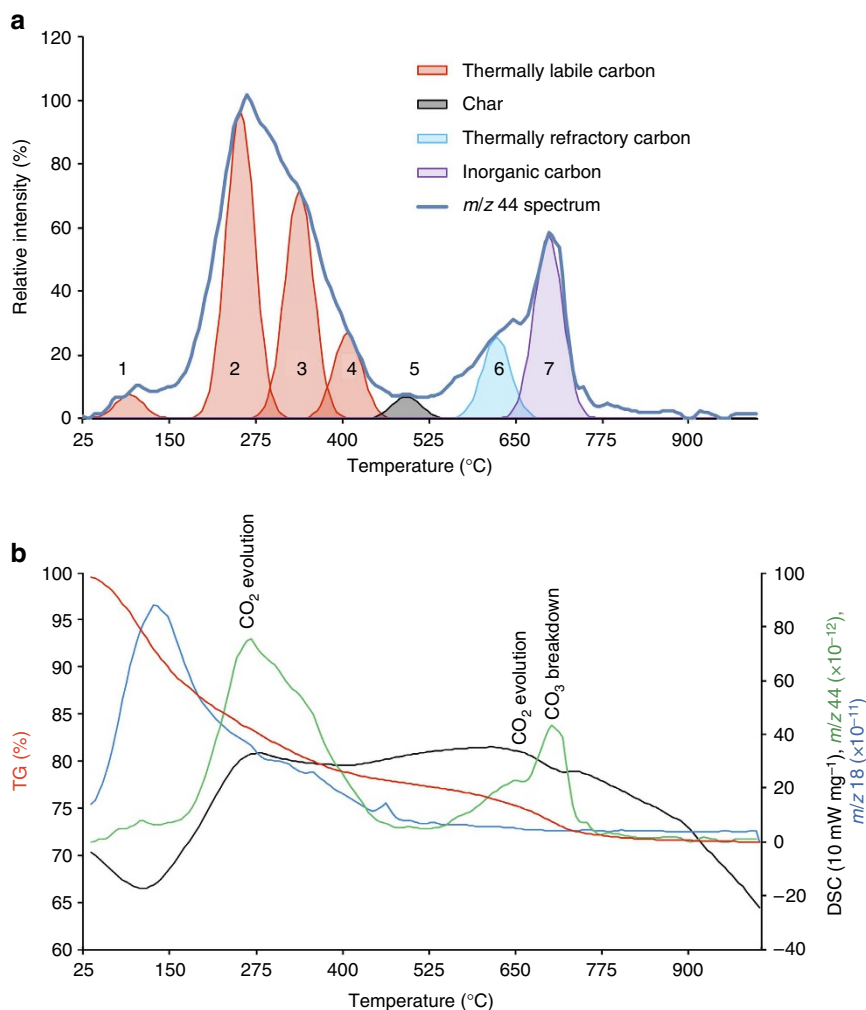 a
120
100
80
60
40
20
0
Relative intensity (%)
Thermally labile carbon
Char
Thermally refractory carbon
Inorganic carbon
m/z 44 spectrum
1
2
3
4
5
6
7
25 150 275 400 525 650 775 900
Temperature (°C)
b
CO₂ evolution
CO₂ evolution
CO₃ breakdown
100
95
90
85
80
75
70
65
60
TG (%)
100
80
60
40
20
0
−20
−40
DSC (10 mW mg⁻¹), m/z 44 (×10⁻¹²),
m/z 18 (×10⁻¹¹)
25 150 275 400 525 650 775 900
Temperature (°C)